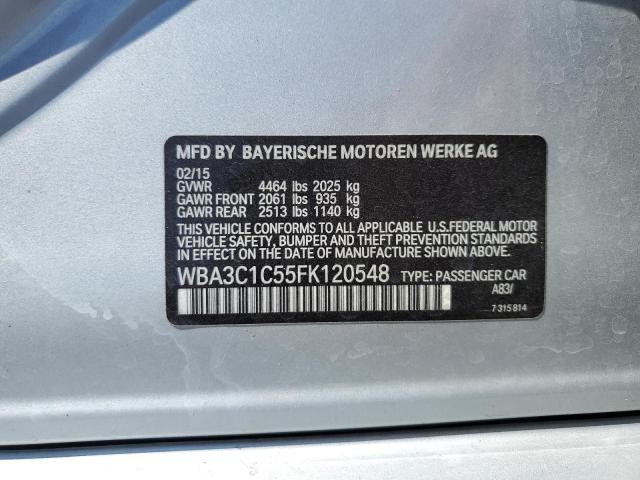 MFD BY BAYERISCHE MOTOREN WERKE AG
02/15
GVWR 4464 lbs 2025 kg
GAWR FRONT 2061 lbs 935 kg
GAWR REAR 2513 lbs 1140 kg
THIS VEHICLE CONFORMS TO ALL APPLICABLE U.S.FEDERAL MOTOR
VEHICLE SAFETY, BUMPER AND THEFT PREVENTION STANDARDS
IN EFFECT ON THE DATE OF MANUFACTURE SHOWN ABOVE.
WBA3C1C55FK120548 TYPE: PASSENGER CAR
A83/
7 315 814